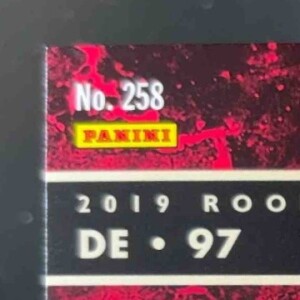 No. 258
PANINI
2019 ROO
DE • 97